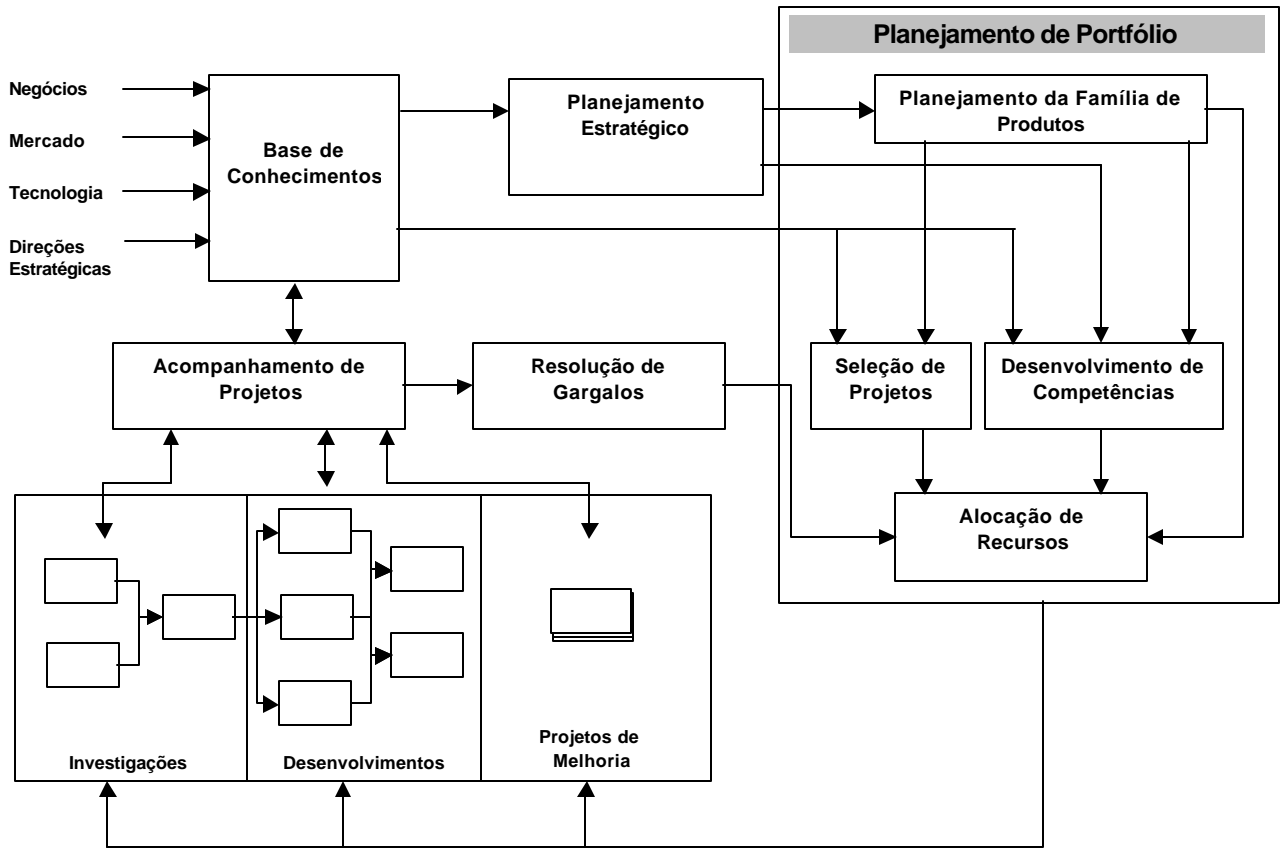 Planejamento de Portfólio
Negócios
Mercado
Tecnologia
Direções
Estratégicas
Base de
Conhecimentos
Planejamento
Estratégico
Planejamento da Família de
Produtos
Acompanhamento de
Projetos
Resolução de
Gargalos
Seleção de
Projetos
Desenvolvimento de
Competências
Alocação de
Recursos
Investigações
Desenvolvimentos
Projetos de
Melhoria